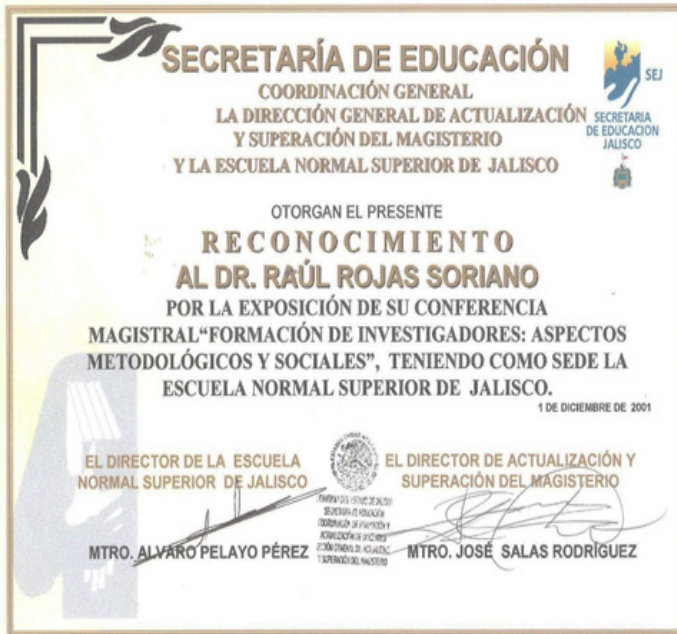 SECRETARÍA DE EDUCACIÓN
COORDINACIÓN GENERAL
LA DIRECCIÓN GENERAL DE ACTUALIZACIÓN
Y SUPERACIÓN DEL MAGISTERIO
Y LA ESCUELA NORMAL SUPERIOR DE JALISCO
SEJ
SECRETARIA
DE EDUCACIÓN
JALISCO
OTORGAN EL PRESENTE
RECONOCIMIENTO
AL DR. RAÚL ROJAS SORIANO
POR LA EXPOSICIÓN DE SU CONFERENCIA
MAGISTRAL“FORMACIÓN DE INVESTIGADORES: ASPECTOS
METODOLÓGICOS Y SOCIALES”, TENIENDO COMO SEDE LA
ESCUELA NORMAL SUPERIOR DE JALISCO.
1 DE DICIEMBRE DE 2001
EL DIRECTOR DE LA ESCUELA
NORMAL SUPERIOR DE JALISCO
MTRO. ALVARO PELAYO PÉREZ
EL DIRECTOR DE ACTUALIZACIÓN Y
SUPERACIÓN DEL MAGISTERIO
MTRO. JOSÉ SALAS RODRÍGUEZ